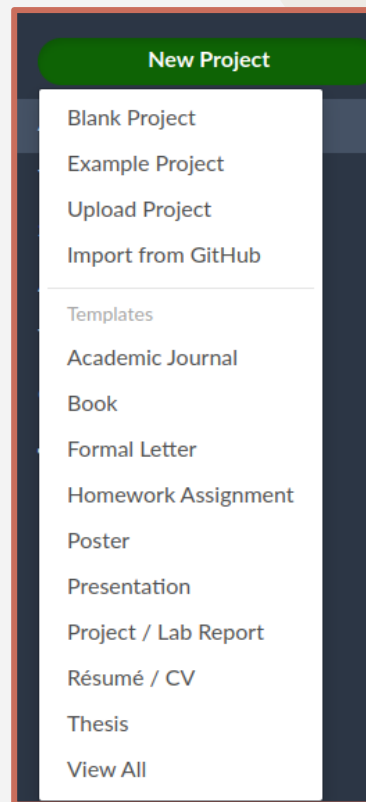 New Project
Blank Project
Example Project
Upload Project
Import from GitHub
Templates
Academic Journal
Book
Formal Letter
Homework Assignment
Poster
Presentation
Project / Lab Report
Résumé / CV
Thesis
View All